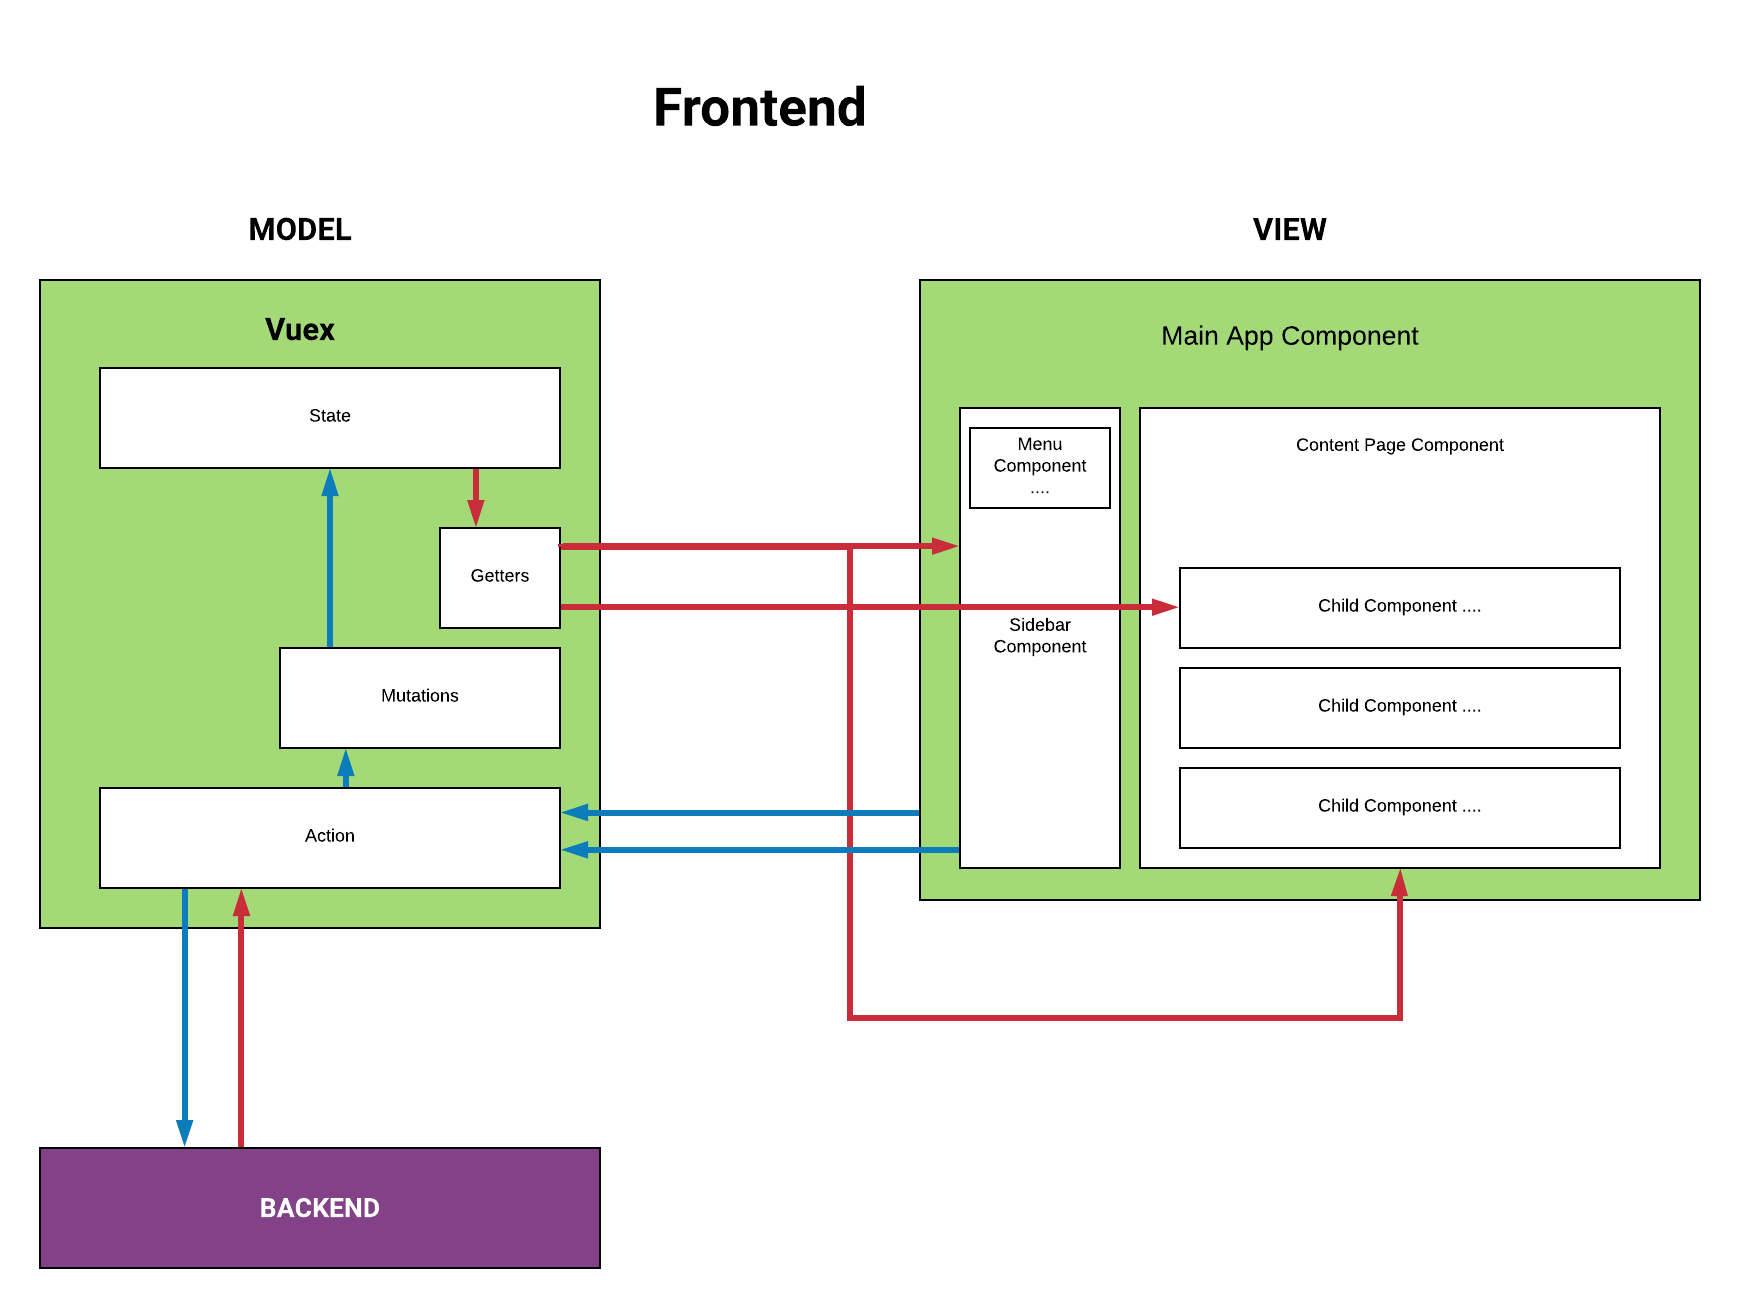 Frontend
MODEL
VIEW
Vuex
State
Getters
Mutations
Action
Main App Component
Menu
Component
....
Sidebar
Component
Content Page Component
Child Component ....
Child Component ....
Child Component ....
BACKEND